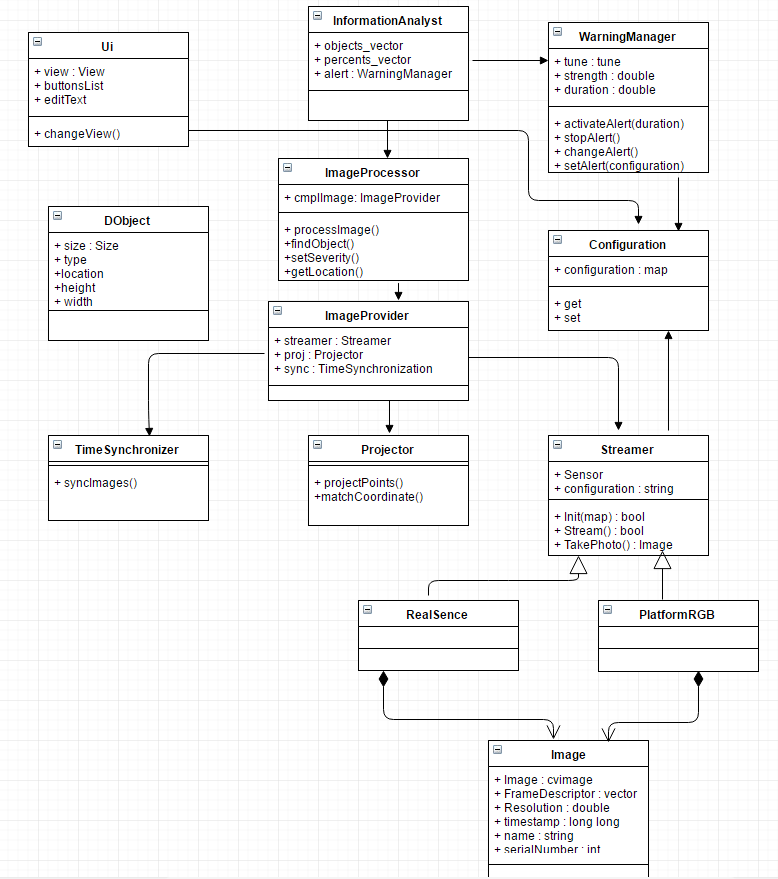 Ui
+ view : View
+ buttonsList
+ editText
+ changeView()
InformationAnalyst
+ objects_vector
+ percents_vector
+ alert : WarningManager
WarningManager
+ tune : tune
+ strength : double
+ duration : double
+ activateAlert(duration)
+ stopAlert()
+ changeAlert()
+ setAlert(configuration)
ImageProcessor
+ cmplImage: ImageProvider
+ processImage()
+findObject()
+setSeverity()
+getLocation()
DObject
+ size : Size
+ type
+location
+height
+ width
Configuration
+ configuration : map
+ get
+ set
ImageProvider
+ streamer : Streamer
+ proj : Projector
+ sync : TimeSynchronization
TimeSynchronizer
+ syncImages()
Projector
+ projectPoints()
+matchCoordinate()
Streamer
+ Sensor
+ configuration : string
+ Init(map) : bool
+ Stream() : bool
+ TakePhoto() : Image
RealSence
PlatformRGB
Image
+ Image : cvimage
+ FrameDescriptor : vector
+ Resolution : double
+ timestamp : long long
+ name : string
+ serialNumber : int